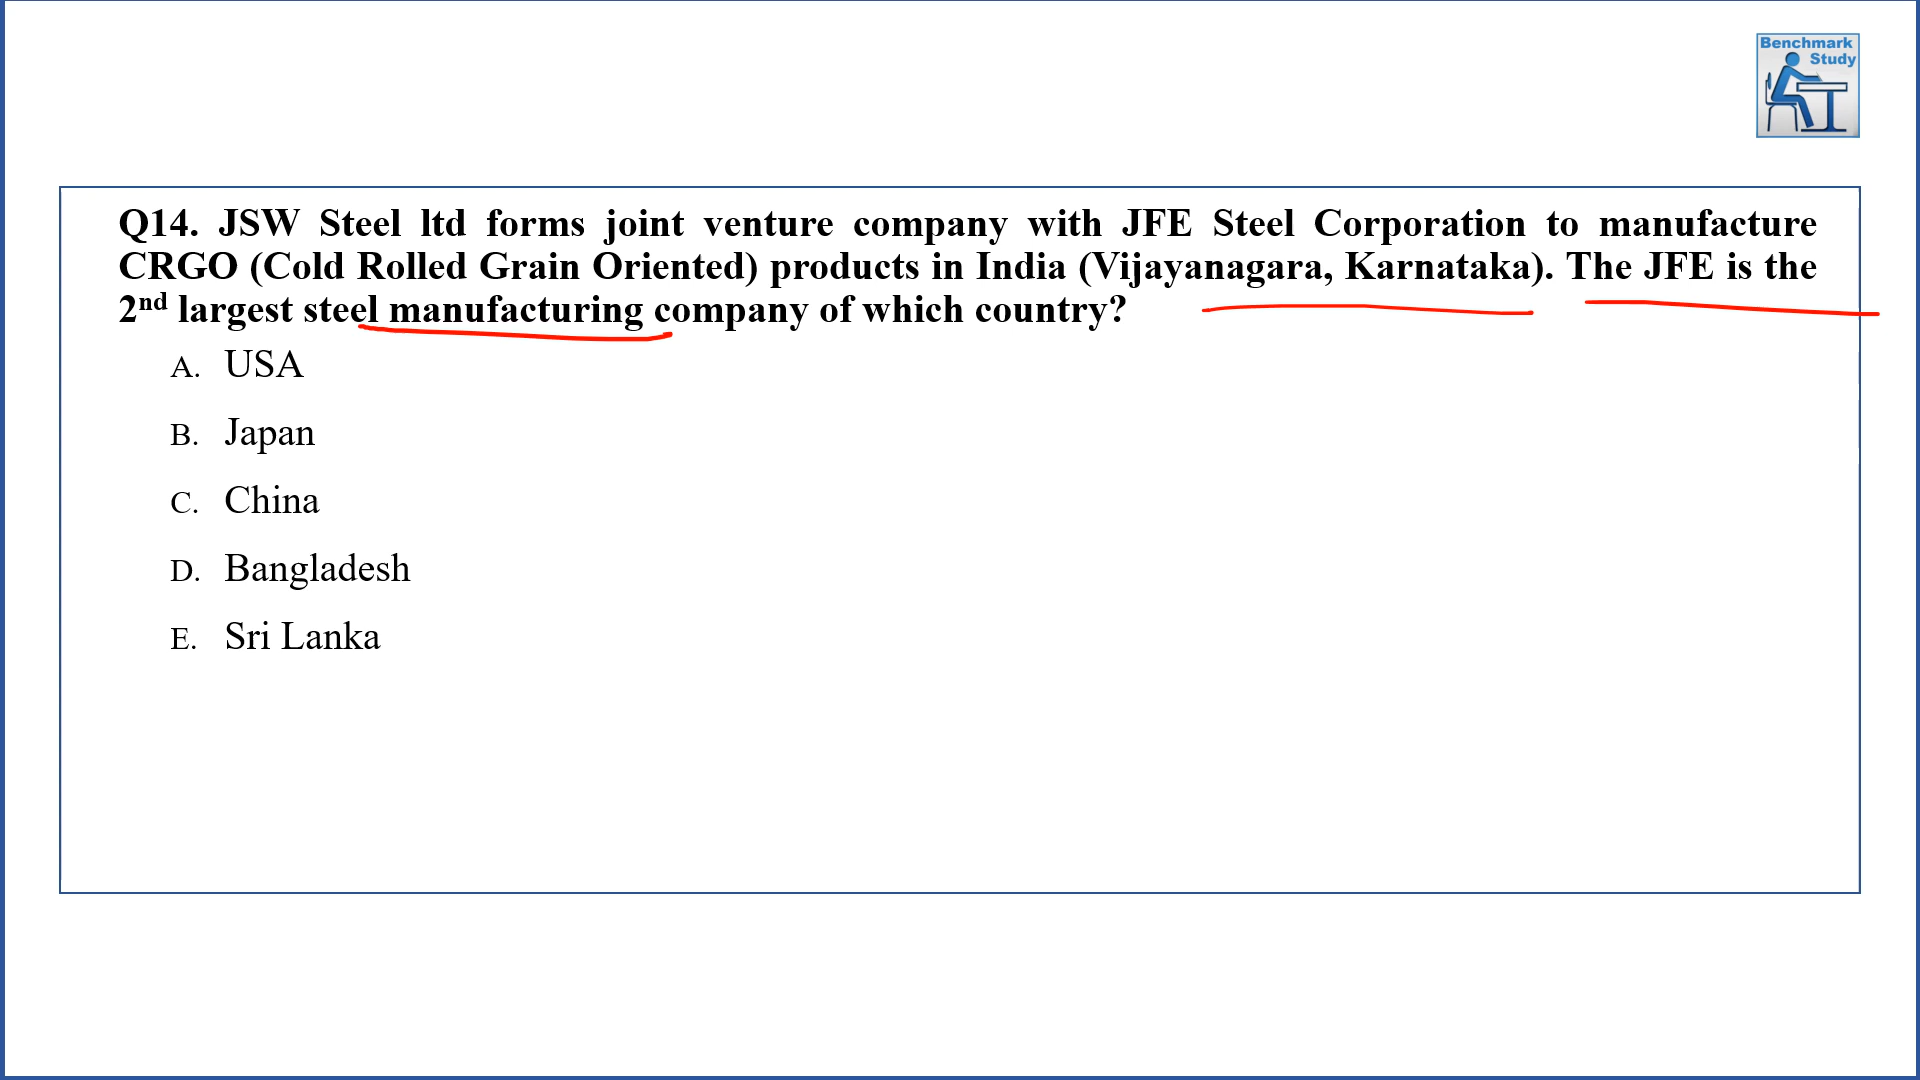 Benchmark
Study
Q14. JSW Steel ltd forms joint venture company with JFE Steel Corporation to manufacture
CRGO (Cold Rolled Grain Oriented) products in India (Vijayanagara, Karnataka). The JFE is the
2nd largest steel manufacturing company of which country?
A. USA
B. Japan
C. China
D. Bangladesh
E. Sri Lanka